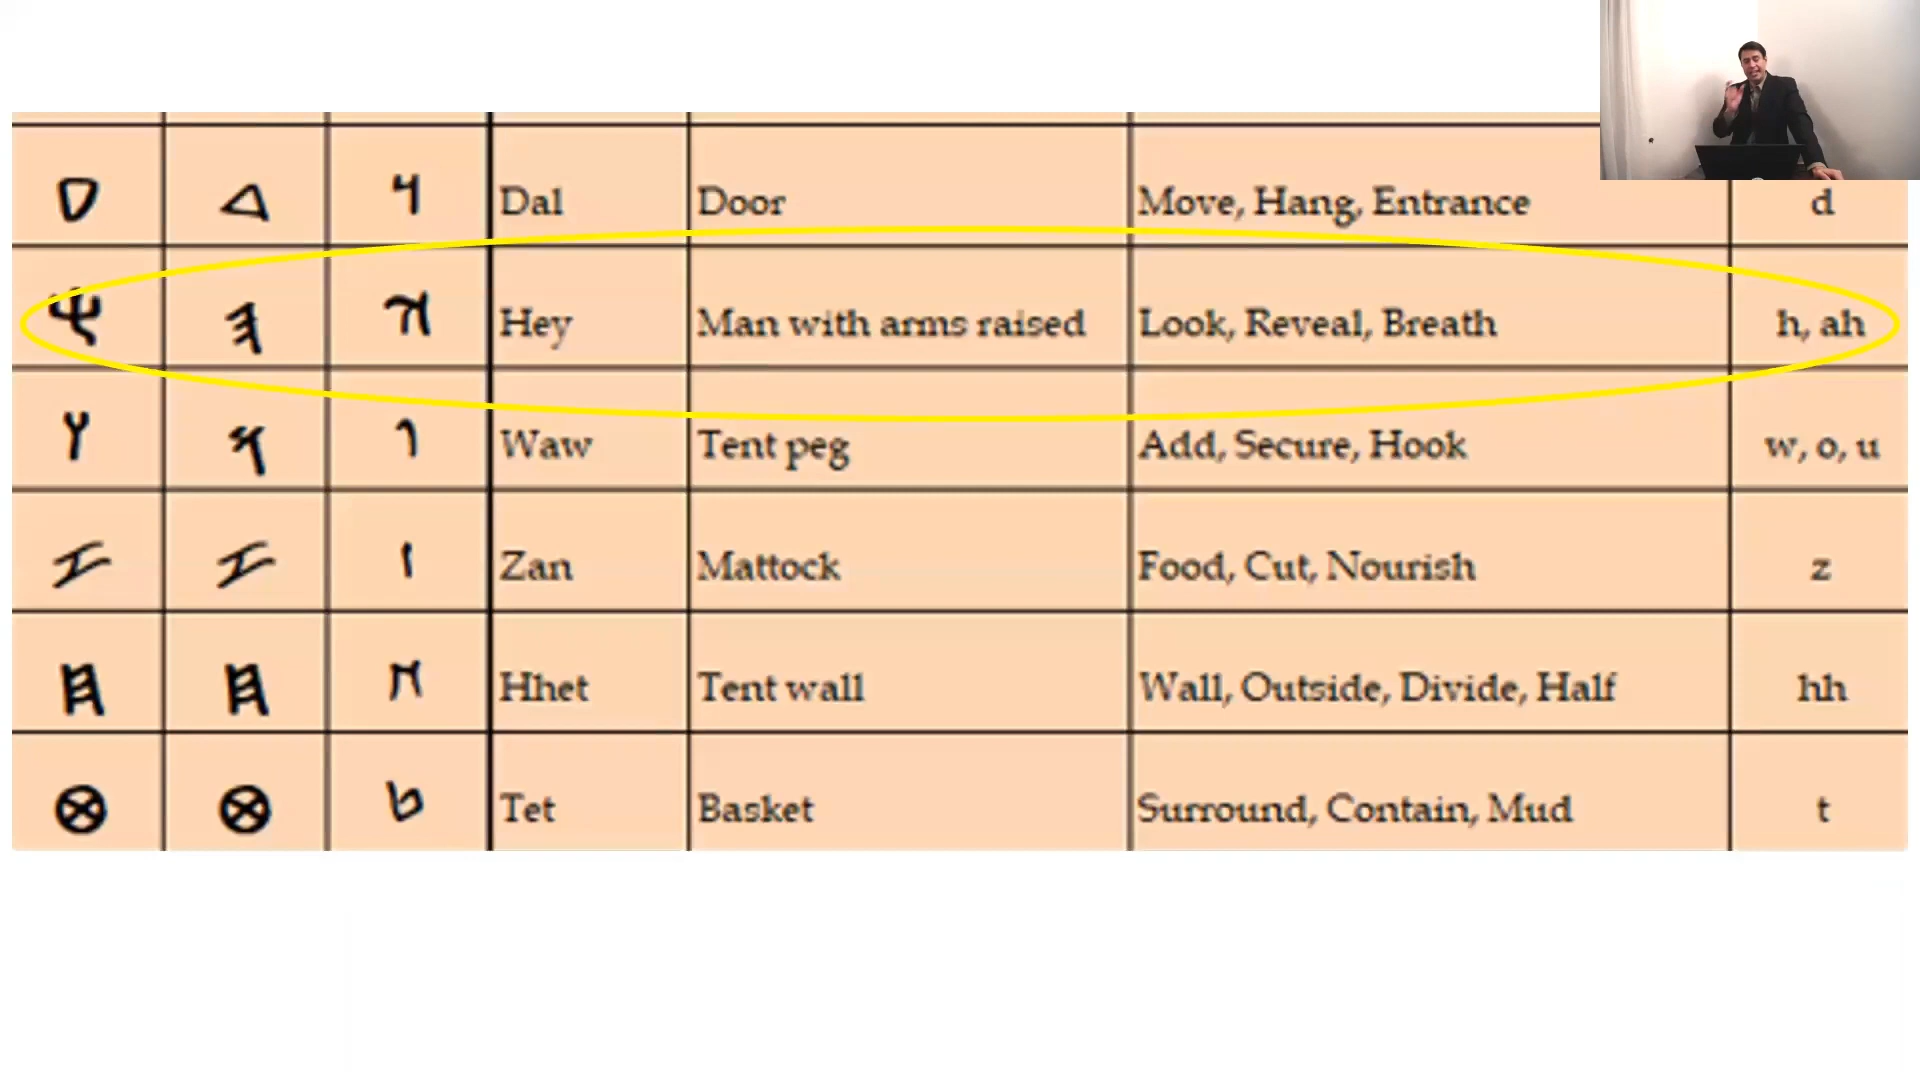 Dal Door Move, Hang, Entrance d
Hey Man with arms raised Look, Reveal, Breath h, ah
Waw Tent peg Add, Secure, Hook w, o, u
Zan Mattock Food, Cut, Nourish z
Hhet Tent wall Wall, Outside, Divide, Half hh
Tet Basket Surround, Contain, Mud t